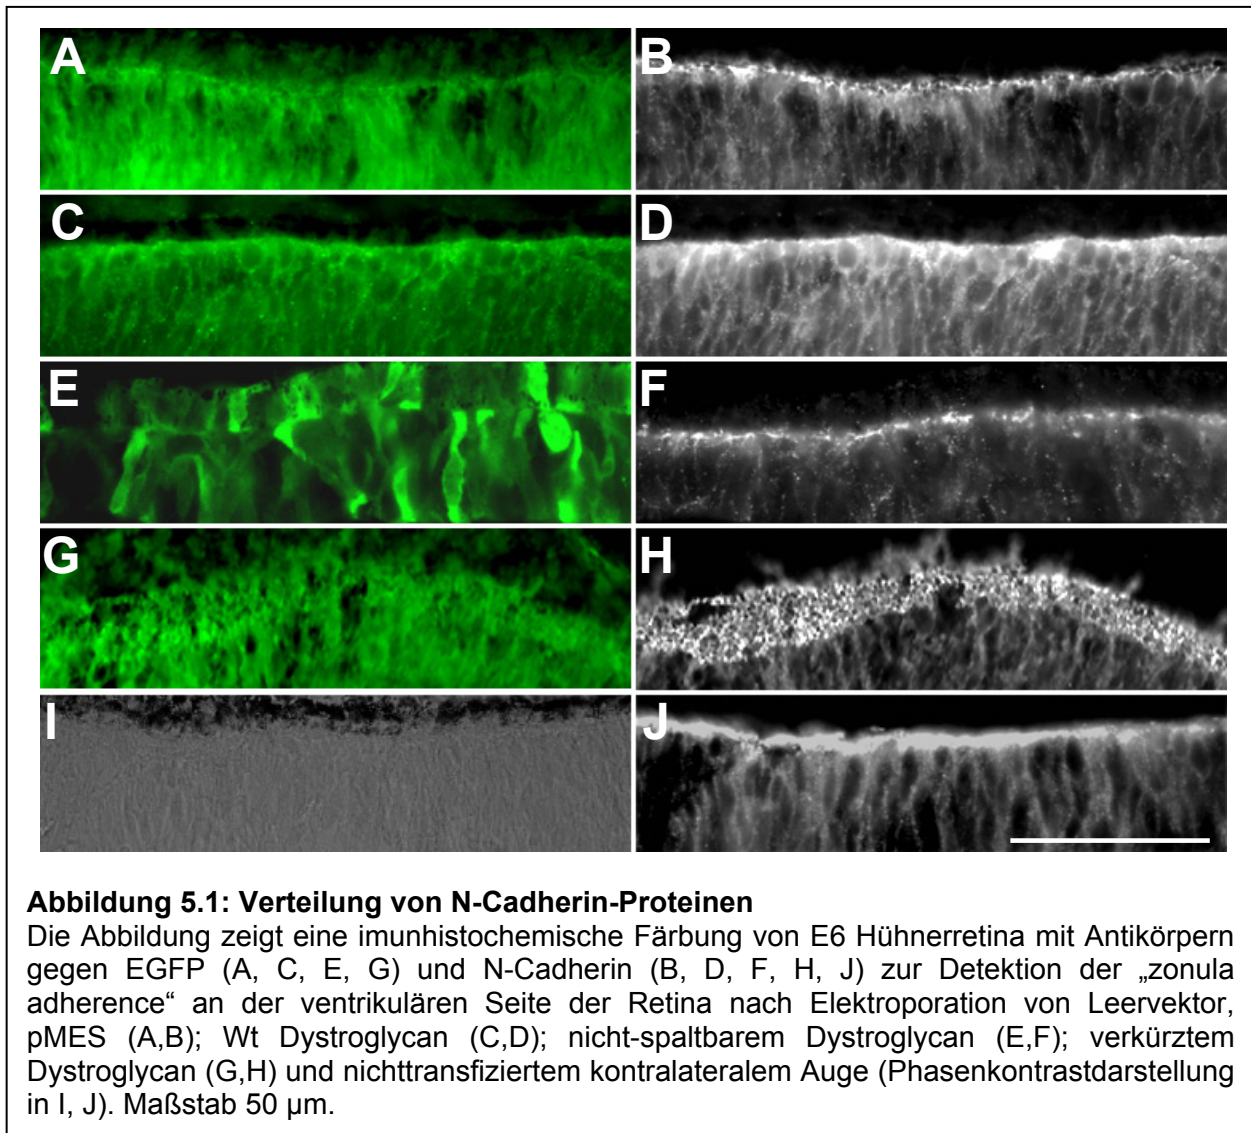 A
B
C
D
E
F
G
H
I
J
Abbildung 5.1: Verteilung von N-Cadherin-Proteinen
Die Abbildung zeigt eine imunhistochemische Färbung von E6 Hühnerretina mit Antikörpern
gegen EGFP (A, C, E, G) und N-Cadherin (B, D, F, H, J) zur Detektion der „zonula
adherence“ an der ventrikulären Seite der Retina nach Elektroporation von Leervektor,
pMES (A,B); Wt Dystroglycan (C,D); nicht-spaltbarem Dystroglycan (E,F); verkürztem
Dystroglycan (G,H) und nichttransfiziertem kontralateralem Auge (Phasenkontrastdarstellung
in I, J). Maßstab 50 µm.